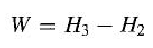 W = H₃ − H₂